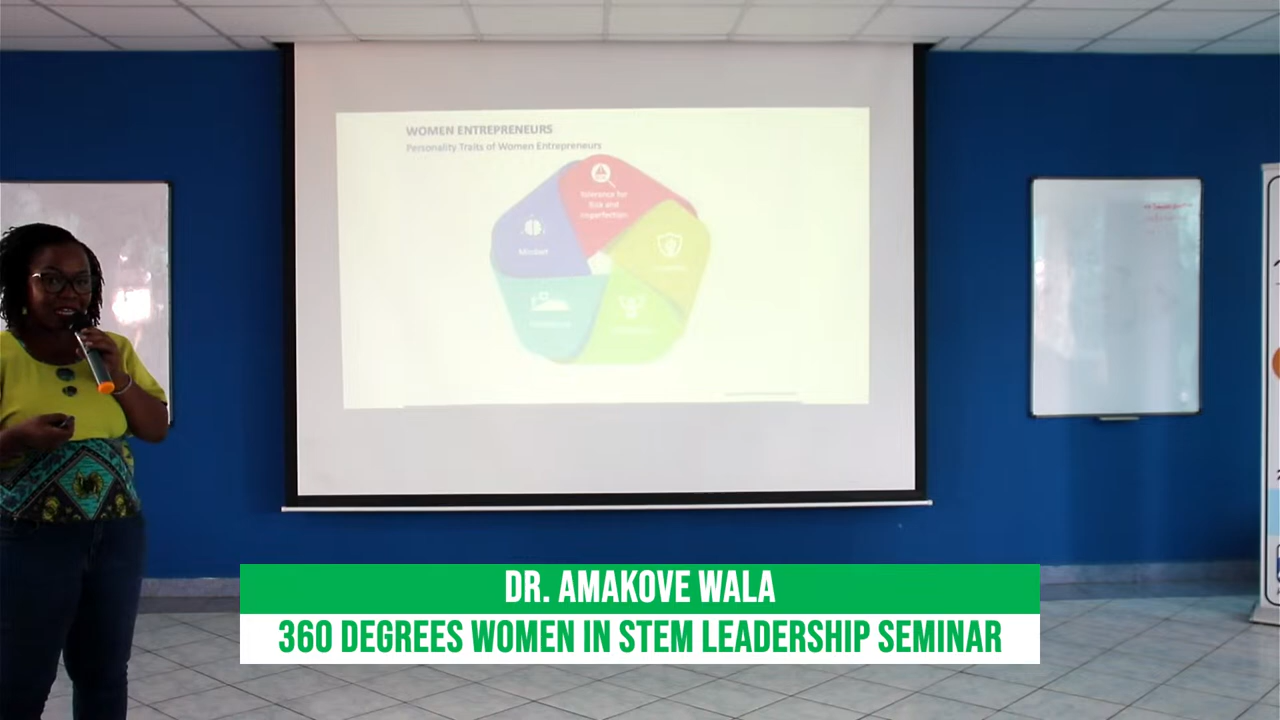 WOMEN ENTREPRENEURS
Personality Traits of Women Entrepreneurs
Tolerance for
Risk and
Imperfection
Mindset
DR. AMAKOVE WALA
360 DEGREES WOMEN IN STEM LEADERSHIP SEMINAR